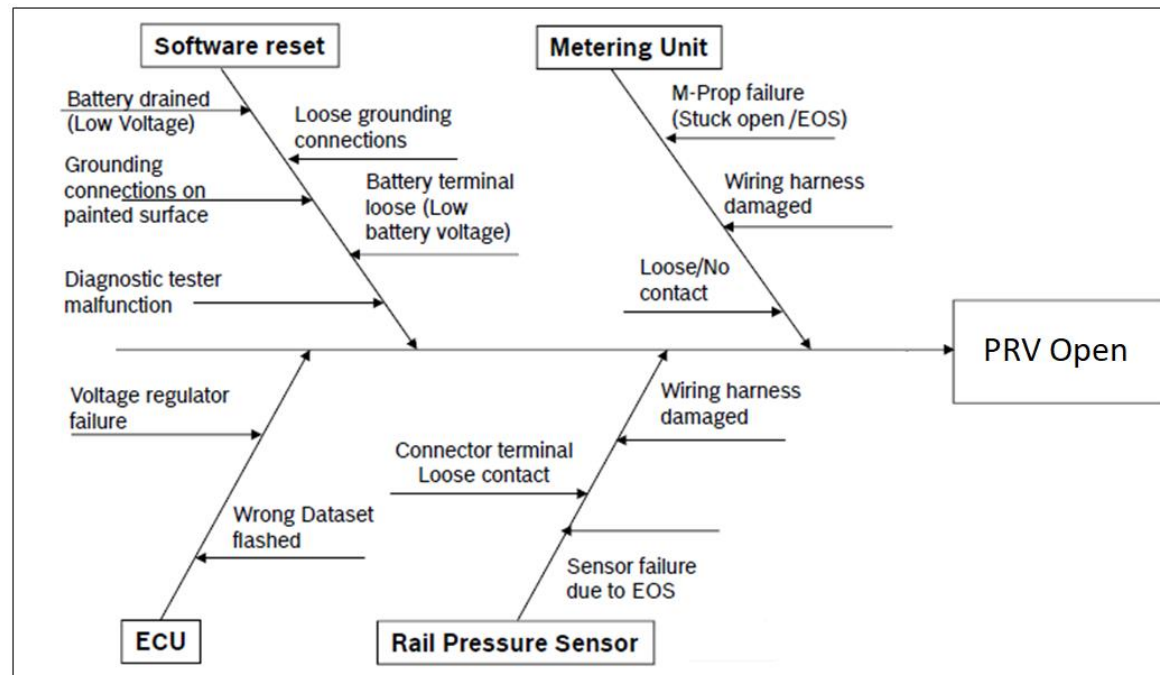 Software reset
Metering Unit
Battery drained
(Low Voltage)
Loose grounding
connections
Grounding
connections on
painted surface
Battery terminal
loose (Low
battery voltage)
Diagnostic tester
malfunction
M-Prop failure
(Stuck open /EOS)
Wiring harness
damaged
Loose/No
contact
PRV Open
Voltage regulator
failure
Wrong Dataset
flashed
Wiring harness
damaged
Connector terminal
Loose contact
Sensor failure
due to EOS
ECU
Rail Pressure Sensor